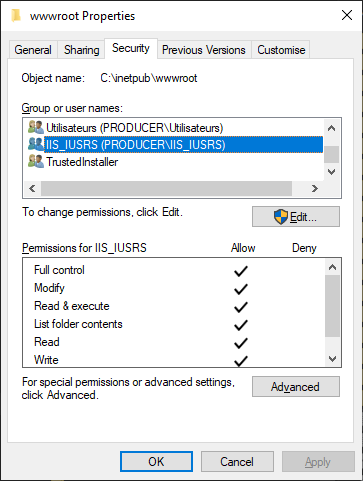 wwwroot Properties
General Sharing Security Previous Versions Customise
Object name: C:\inetpub\wwwroot
Group or user names:
Utilisateurs (PRODUCER\Utilisateurs)
IIS_IUSRS (PRODUCER\IIS_IUSRS)
TrustedInstaller
To change permissions, click Edit.
Edit...
Permissions for IIS_IUSRS Allow Deny
Full control
Modify
Read & execute
List folder contents
Read
Write
For special permissions or advanced settings,
click Advanced.
Advanced
OK Cancel Apply